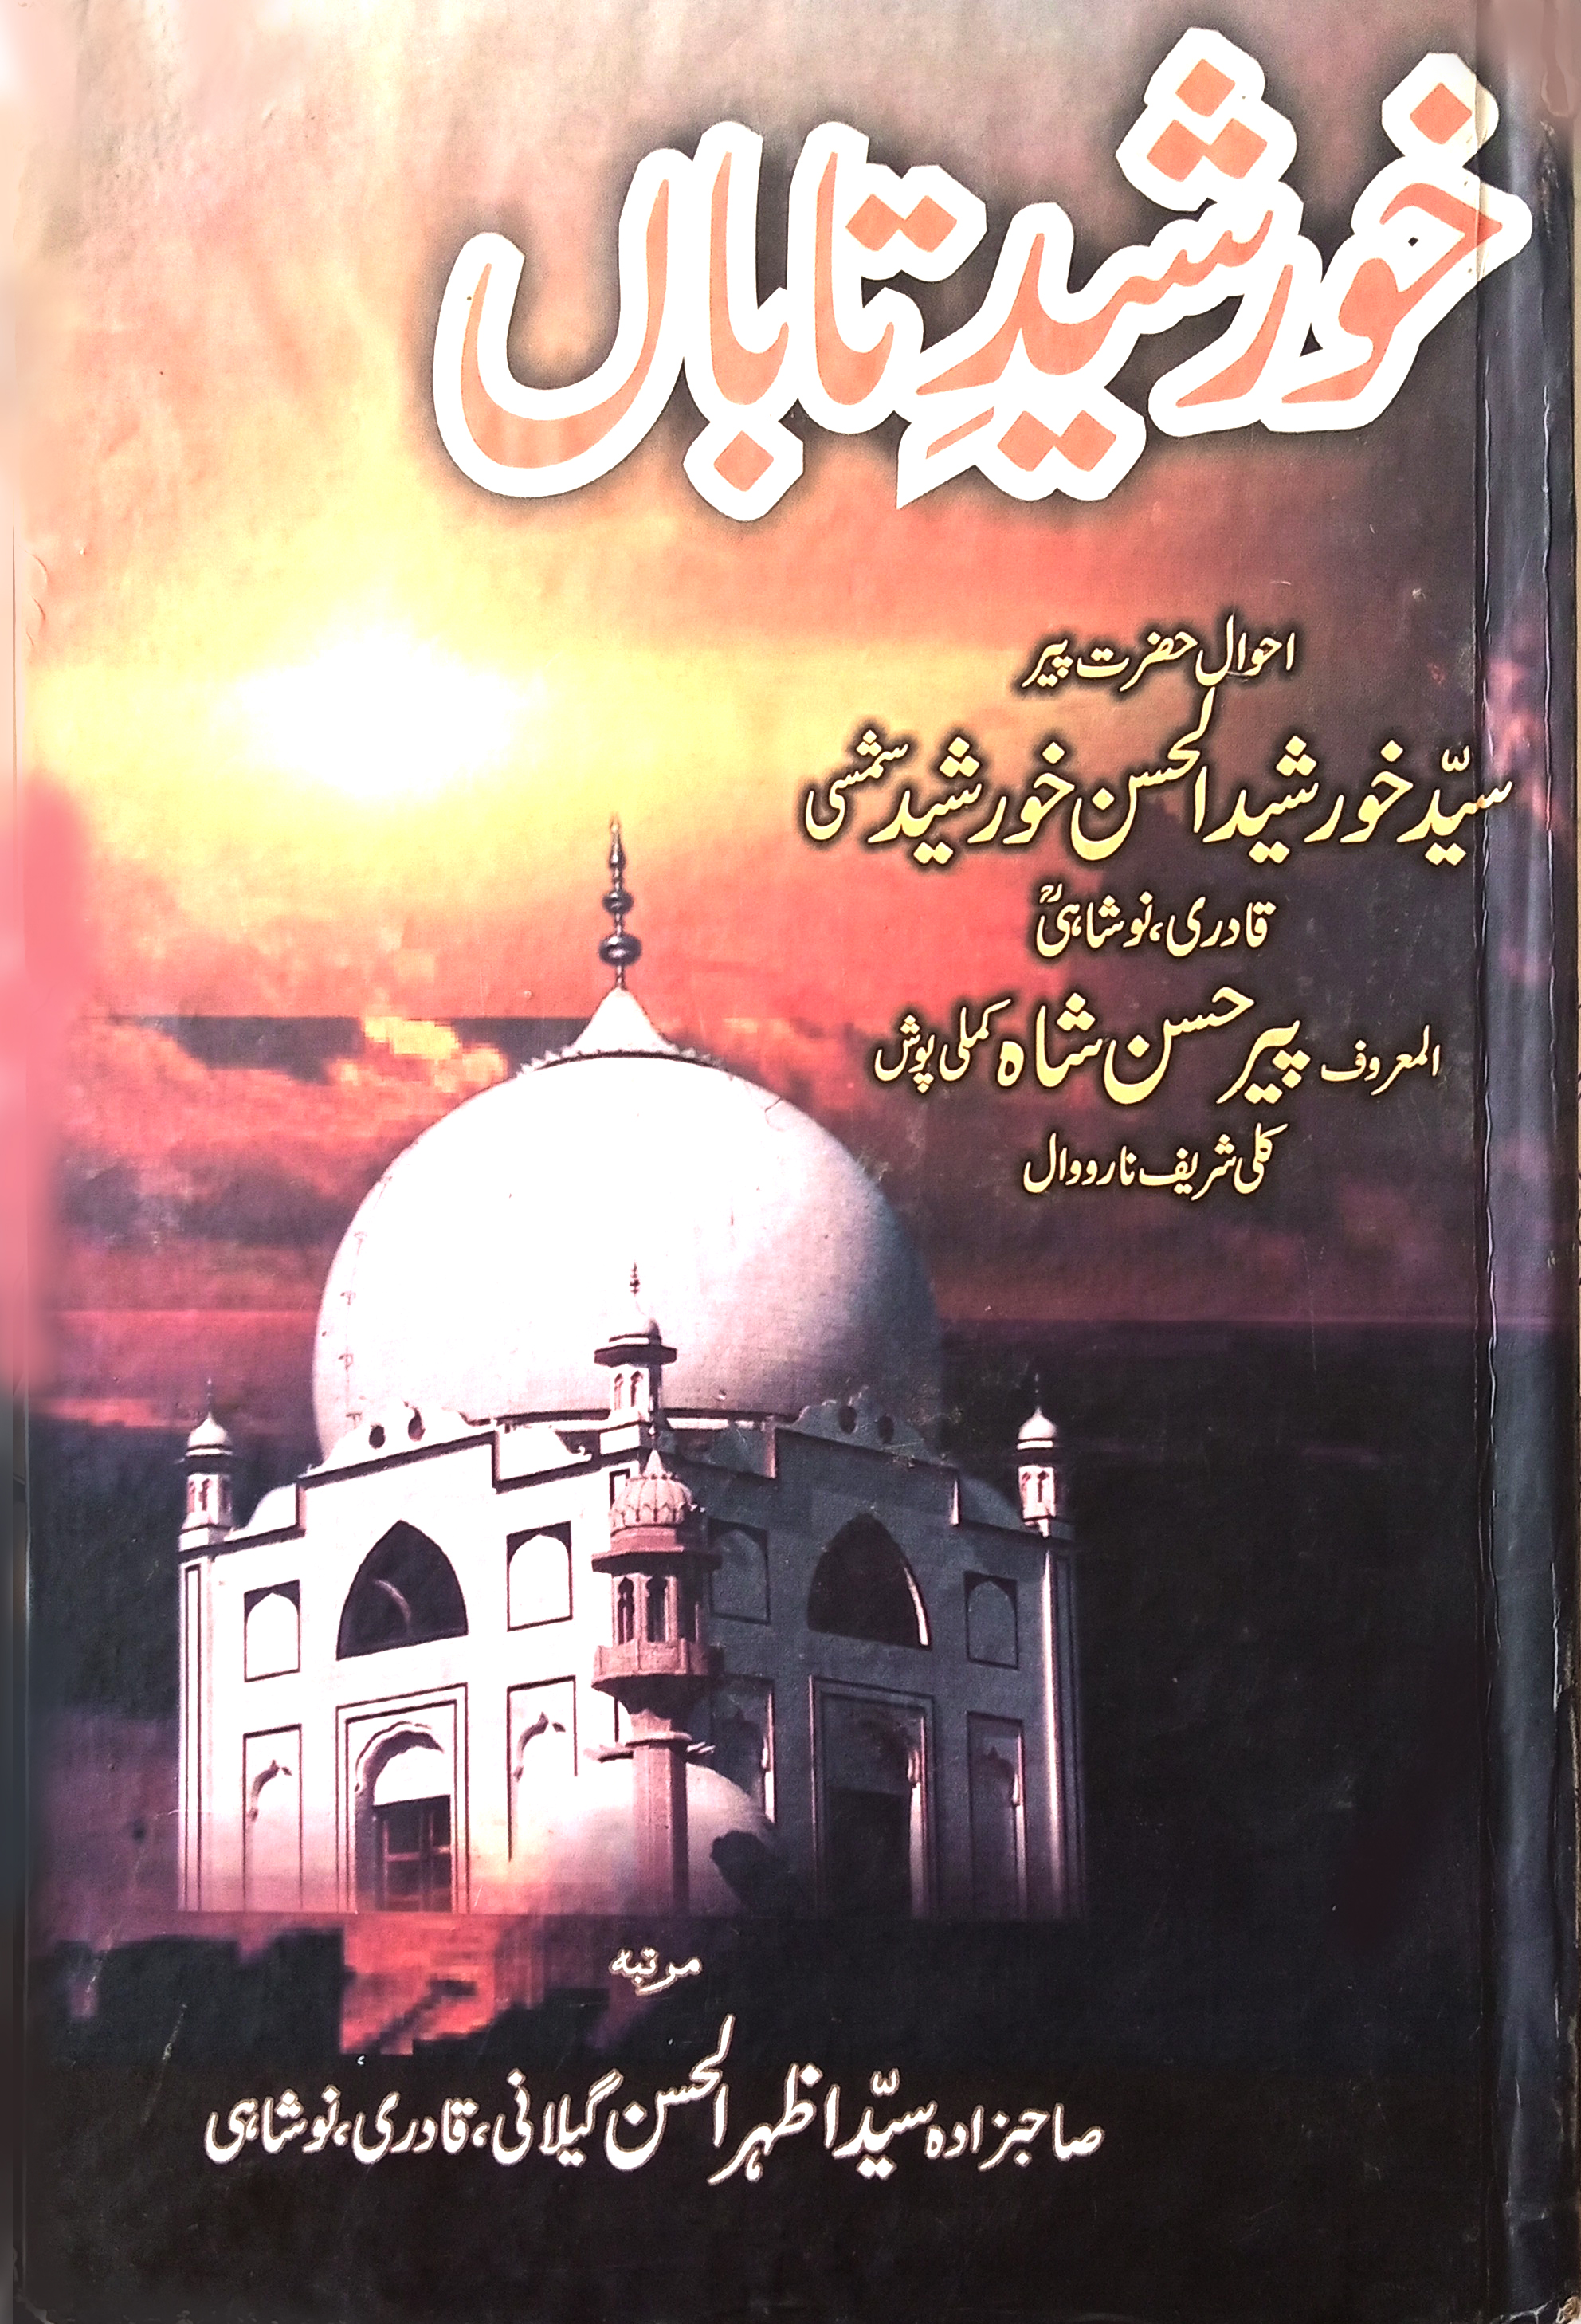 خورشیدِ تاباں
احوال حضرت پیر
سیّد خورشید الحسن خورشید شمسی
قادری، نوشاہیؒ
المعروف پیر حسن شاہ کملی پوش
کلی شریف نارووال
مرتبہ
صاحبزادہ سیّد اظہر الحسن گیلانی، قادری، نوشاہی